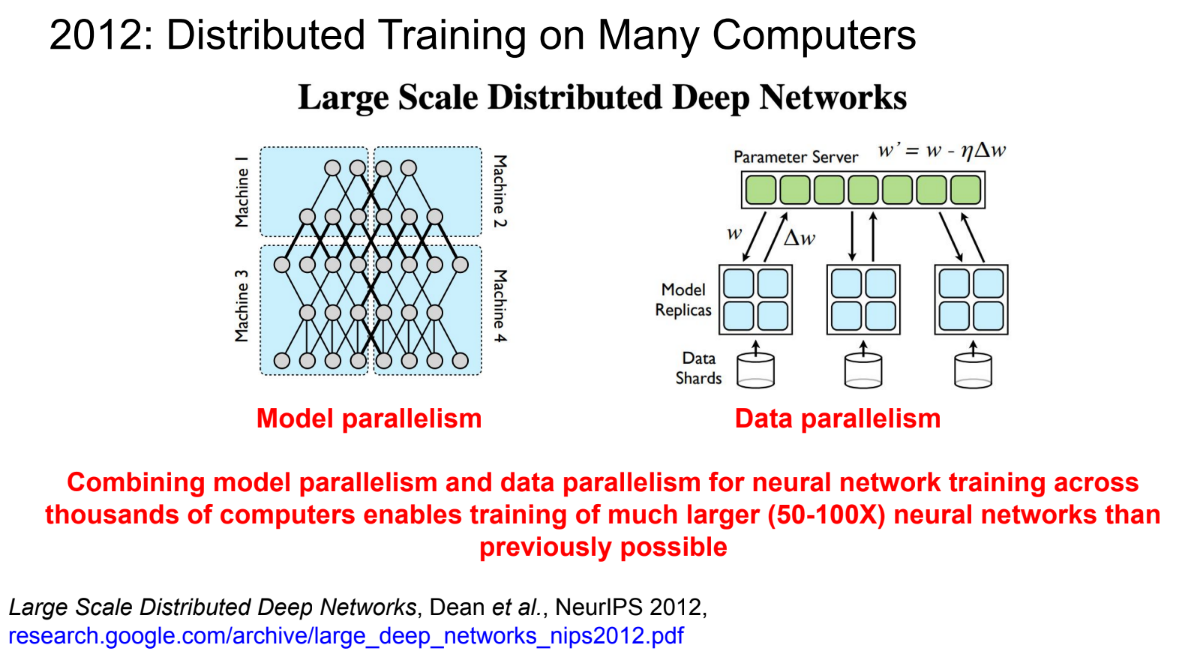 2012: Distributed Training on Many Computers
Large Scale Distributed Deep Networks
Machine 1
Machine 2
Machine 3
Machine 4
Model parallelism
Parameter Server w' = w - ηΔw
w
Δw
Model
Replicas
Data
Shards
Data parallelism
Combining model parallelism and data parallelism for neural network training across
thousands of computers enables training of much larger (50-100X) neural networks than
previously possible
Large Scale Distributed Deep Networks, Dean et al., NeurIPS 2012,
research.google.com/archive/large_deep_networks_nips2012.pdf